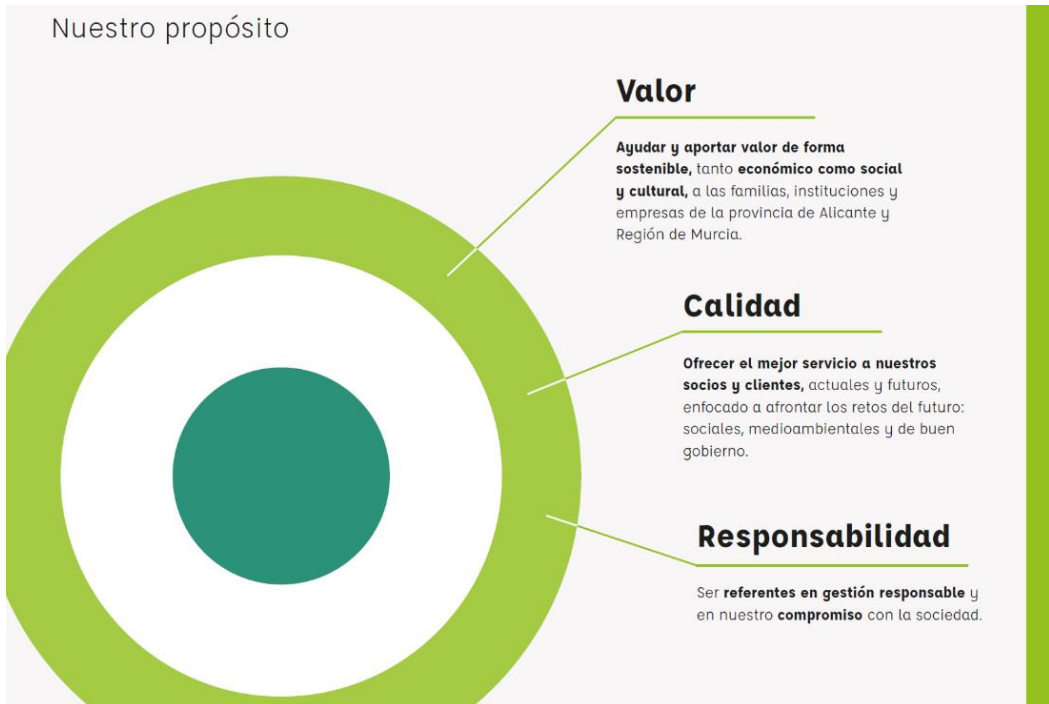 Nuestro propósito
Valor
Ayudar y aportar valor de forma
sostenible, tanto económico como social
y cultural, a las familias, instituciones y
empresas de la provincia de Alicante y
Región de Murcia.
Calidad
Ofrecer el mejor servicio a nuestros
socios y clientes, actuales y futuros,
enfocado a afrontar los retos del futuro:
sociales, medioambientales y de buen
gobierno.
Responsabilidad
Ser referentes en gestión responsable y
en nuestro compromiso con la sociedad.